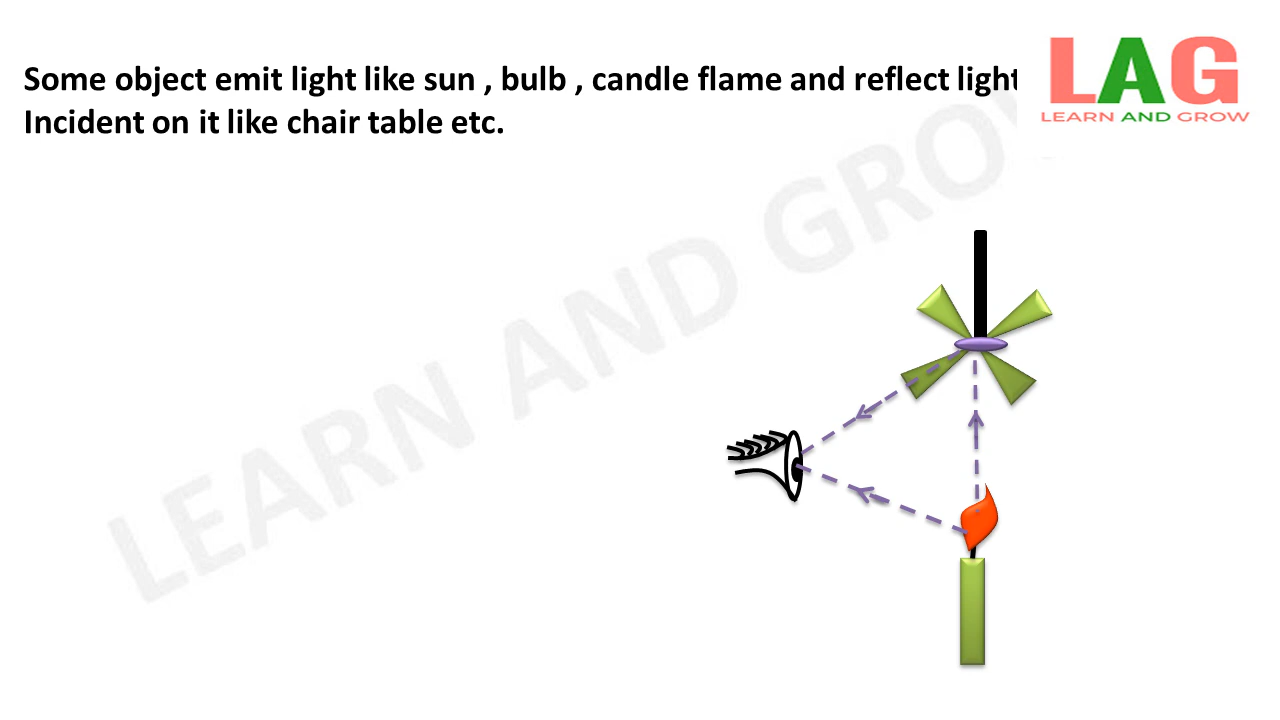 Some object emit light like sun , bulb , candle flame and reflect light
Incident on it like chair table etc.
LAG
LEARN AND GROW
LEARN AND GRO